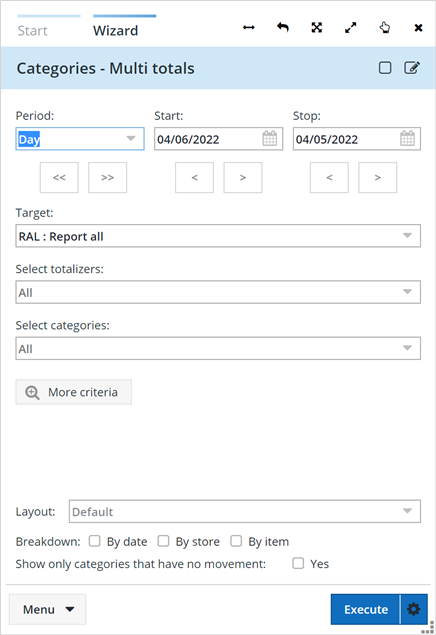 Start Wizard
Categories - Multi totals
Period: Start: Stop:
Day 04/06/2022 04/05/2022
<< >> < > < >
Target:
RAL : Report all
Select totalizers:
All
Select categories:
All
More criteria
Layout: Default
Breakdown: By date By store By item
Show only categories that have no movement: Yes
Menu Execute